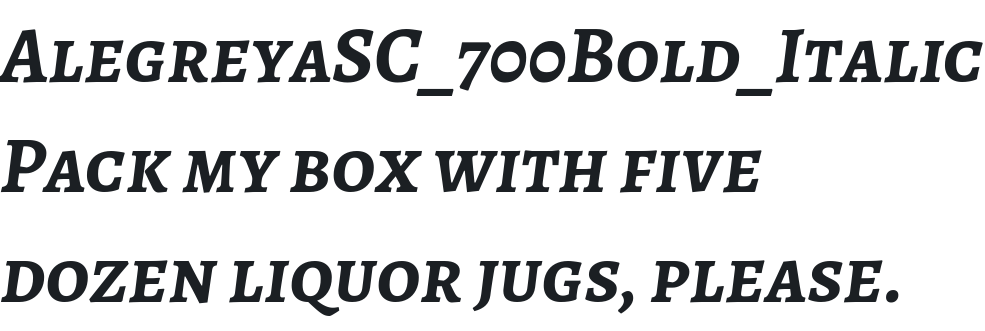 AlegreyaSC_700Bold_Italic
Pack my box with five
dozen liquor jugs, please.